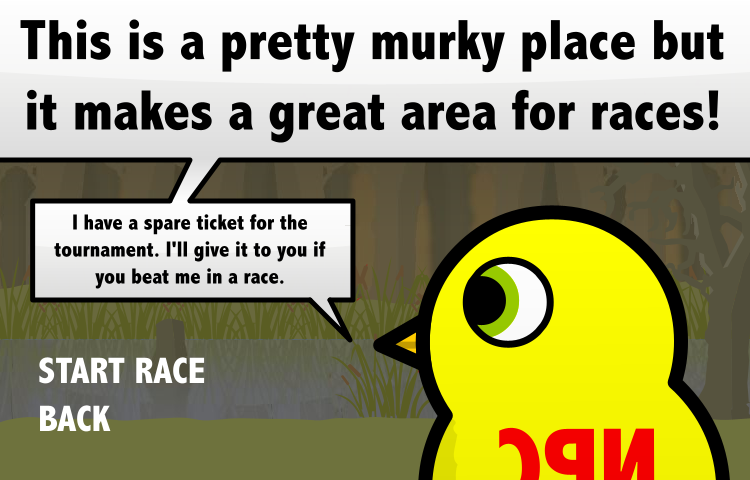 This is a pretty murky place but
it makes a great area for races!
I have a spare ticket for the
tournament. I'll give it to you if
you beat me in a race.
START RACE
BACK
NPC